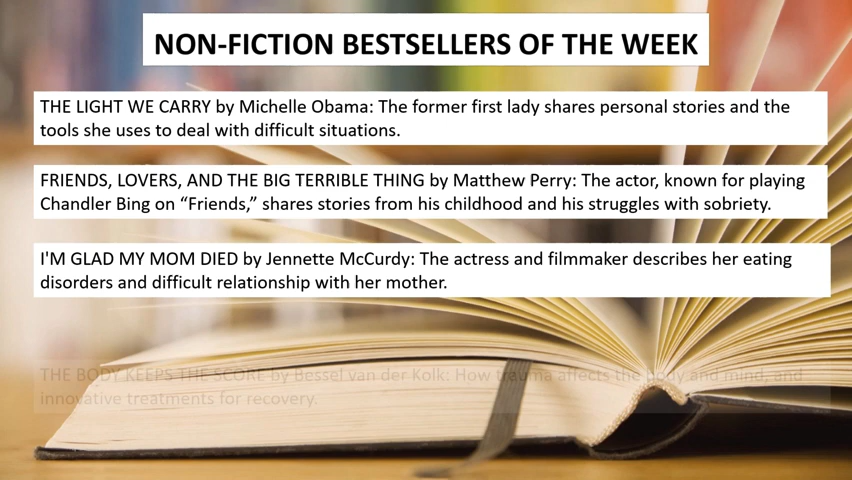 NON-FICTION BESTSELLERS OF THE WEEK
THE LIGHT WE CARRY by Michelle Obama: The former first lady shares personal stories and the
tools she uses to deal with difficult situations.
FRIENDS, LOVERS, AND THE BIG TERRIBLE THING by Matthew Perry: The actor, known for playing
Chandler Bing on “Friends,” shares stories from his childhood and his struggles with sobriety.
I'M GLAD MY MOM DIED by Jennette McCurdy: The actress and filmmaker describes her eating
disorders and difficult relationship with her mother.
THE BODY KEEPS THE SCORE by Bessel van der Kolk: How trauma affects the body and mind, and
innovative treatments for recovery.